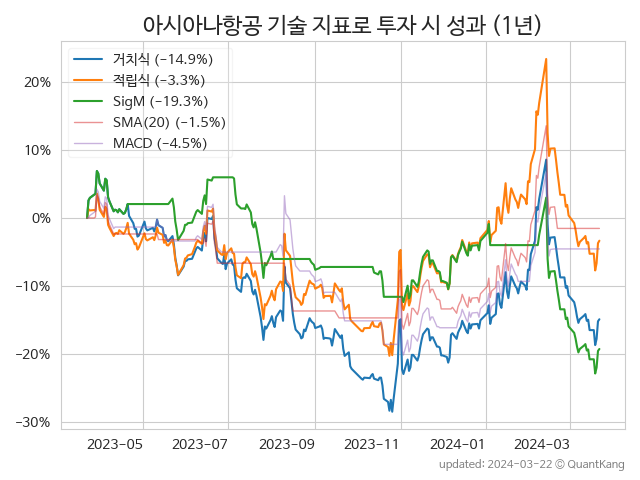 아시아나항공 기술 지표로 투자 시 성과 (1년)
거치식 (−14.9%)
적립식 (−3.3%)
SigM (−19.3%)
SMA(20) (−1.5%)
MACD (−4.5%)
20%
10%
0%
−10%
−20%
−30%
2023-05 2023-07 2023-09 2023-11 2024-01 2024-03
updated: 2024-03-22 © QuantKang